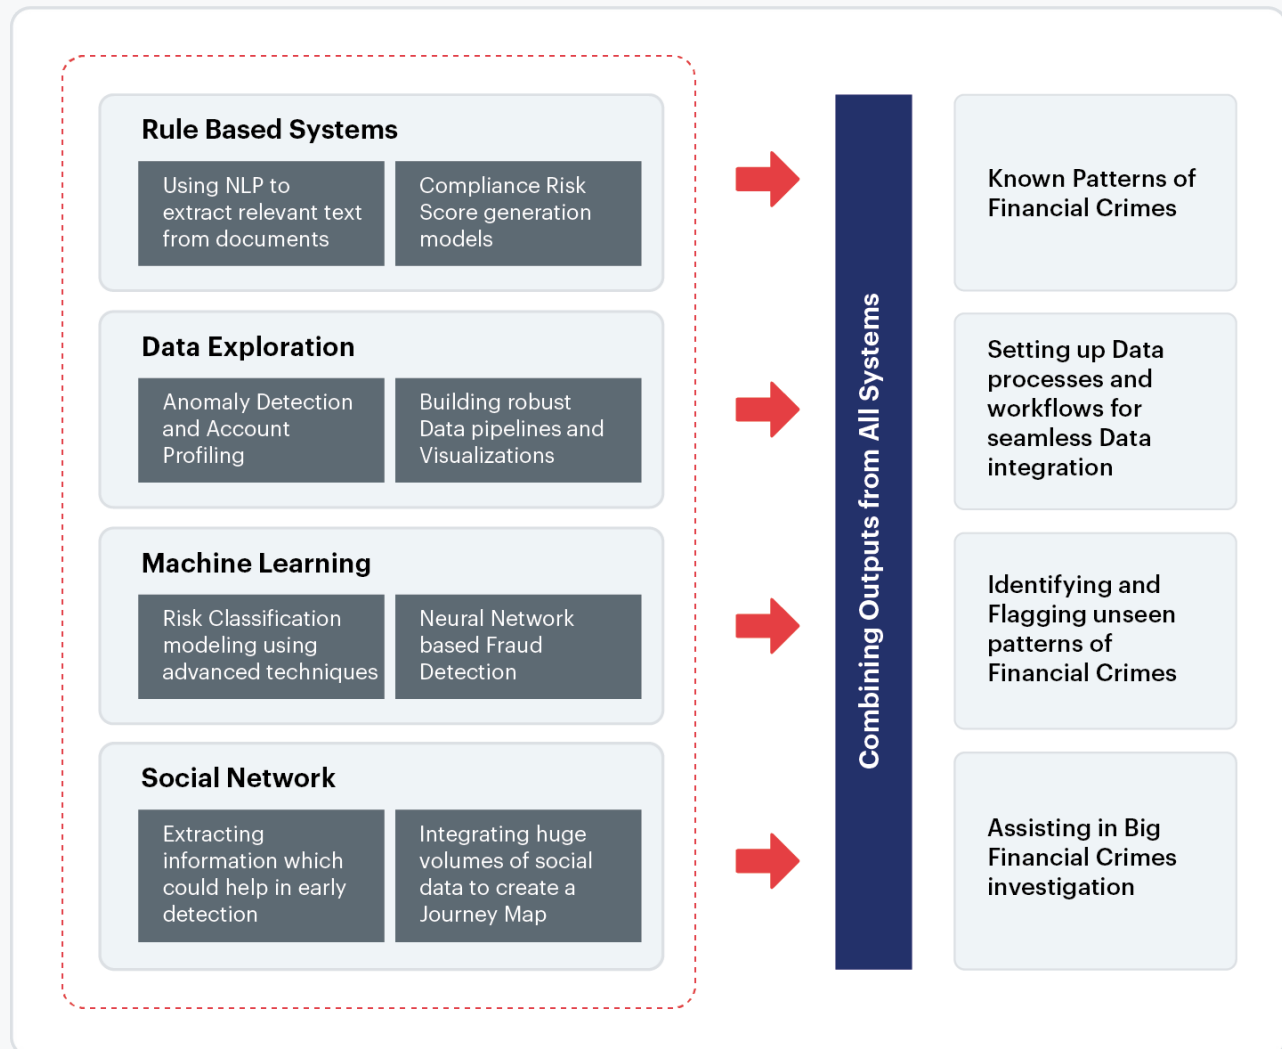 Rule Based Systems
Using NLP to
extract relevant text
from documents
Compliance Risk
Score generation
models
Data Exploration
Anomaly Detection
and Account
Profiling
Building robust
Data pipelines and
Visualizations
Machine Learning
Risk Classification
modeling using
advanced techniques
Neural Network
based Fraud
Detection
Social Network
Extracting
information which
could help in early
detection
Integrating huge
volumes of social
data to create a
Journey Map
Combining Outputs from All Systems
Known Patterns of
Financial Crimes
Setting up Data
processes and
workflows for
seamless Data
integration
Identifying and
Flagging unseen
patterns of
Financial Crimes
Assisting in Big
Financial Crimes
investigation